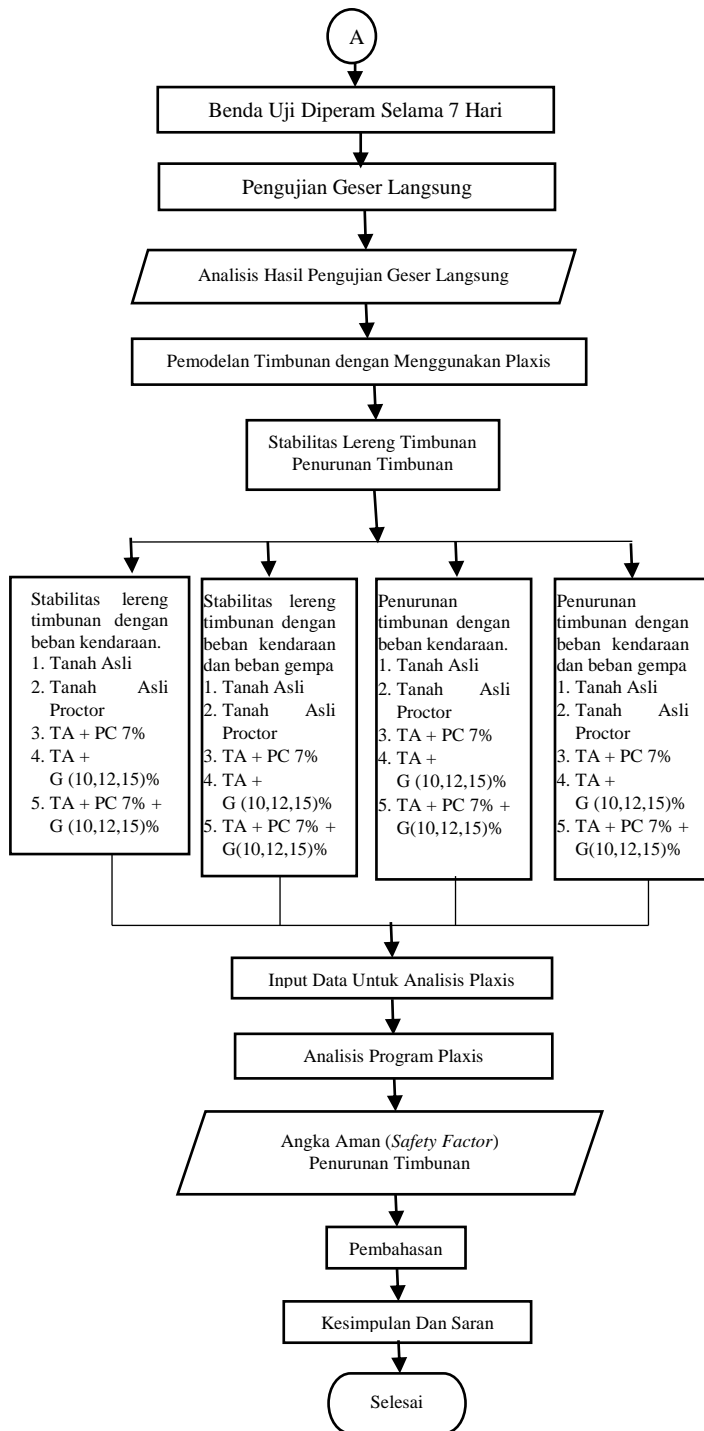 A
Benda Uji Diperam Selama 7 Hari
Pengujian Geser Langsung
Analisis Hasil Pengujian Geser Langsung
Pemodelan Timbunan dengan Menggunakan Plaxis
Stabilitas Lereng Timbunan
Penurunan Timbunan
Stabilitas lereng
timbunan dengan
beban kendaraan.
1. Tanah Asli
2. Tanah Asli
Proctor
3. TA + PC 7%
4. TA +
G (10,12,15)%
5. TA + PC 7% +
G (10,12,15)%
Stabilitas lereng
timbunan dengan
beban kendaraan
dan beban gempa
1. Tanah Asli
2. Tanah Asli
Proctor
3. TA + PC 7%
4. TA +
G (10,12,15)%
5. TA + PC 7% +
G(10,12,15)%
Penurunan
timbunan dengan
beban kendaraan.
1. Tanah Asli
2. Tanah Asli
Proctor
3. TA + PC 7%
4. TA +
G (10,12,15)%
5. TA + PC 7% +
G(10,12,15)%
Penurunan
timbunan dengan
beban kendaraan
dan beban gempa
1. Tanah Asli
2. Tanah Asli
Proctor
3. TA + PC 7%
4. TA +
G (10,12,15)%
5. TA + PC 7% +
G(10,12,15)%
Input Data Untuk Analisis Plaxis
Analisis Program Plaxis
Angka Aman (Safety Factor)
Penurunan Timbunan
Pembahasan
Kesimpulan Dan Saran
Selesai